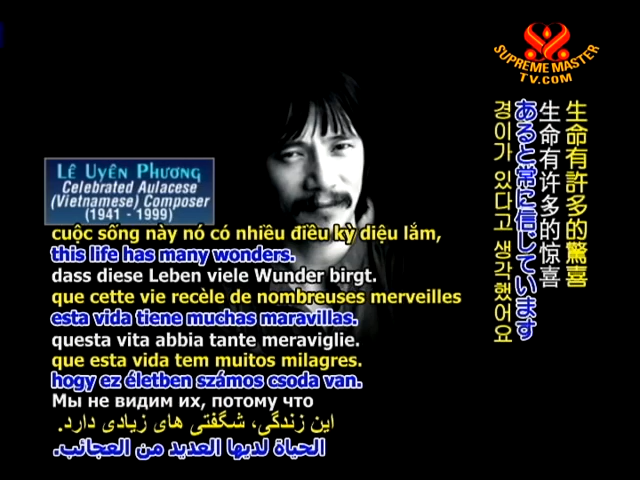 SUPREME MASTER
TV.COM
LÊ UYÊN PHƯƠNG
Celebrated Aulacese
(Vietnamese) Composer
(1941 - 1999)
cuộc sống này nó có nhiều điều kỳ diệu lắm,
this life has many wonders.
dass diese Leben viele Wunder birgt.
que cette vie recèle de nombreuses merveilles
esta vida tiene muchas maravillas.
questa vita abbia tante meraviglie.
que esta vida tem muitos milagres.
hogy ez életben számos csoda van.
Мы не видим их, потому что
این زندگی، شگفتی های زیادی دارد.
الحياة لديها العديد من العجائب.
生命有許多的驚喜
生命有许多的惊喜
あると常に信じています
경이가 있다고 생각했어요